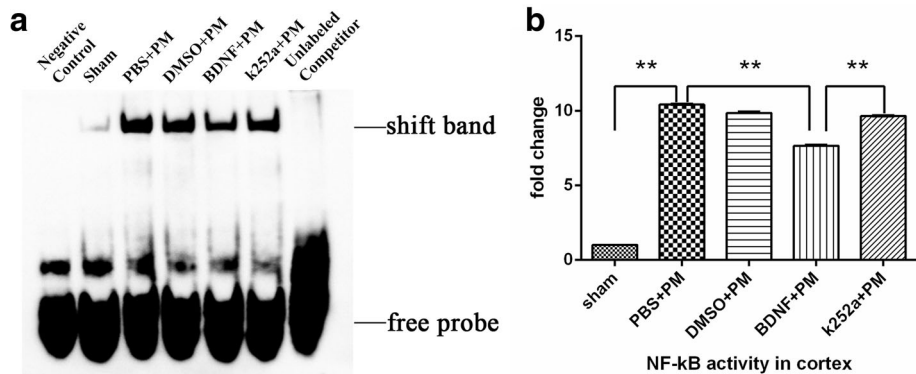 a
Negative
Control
Sham
PBS+PM
DMSO+PM
BDNF+PM
k252a+PM
Unlabeled
Competitor
shift band
free probe
b
15
10
5
0
fold change
**
**
**
sham
PBS+PM
DMSO+PM
BDNF+PM
k252a+PM
NF-kB activity in cortex